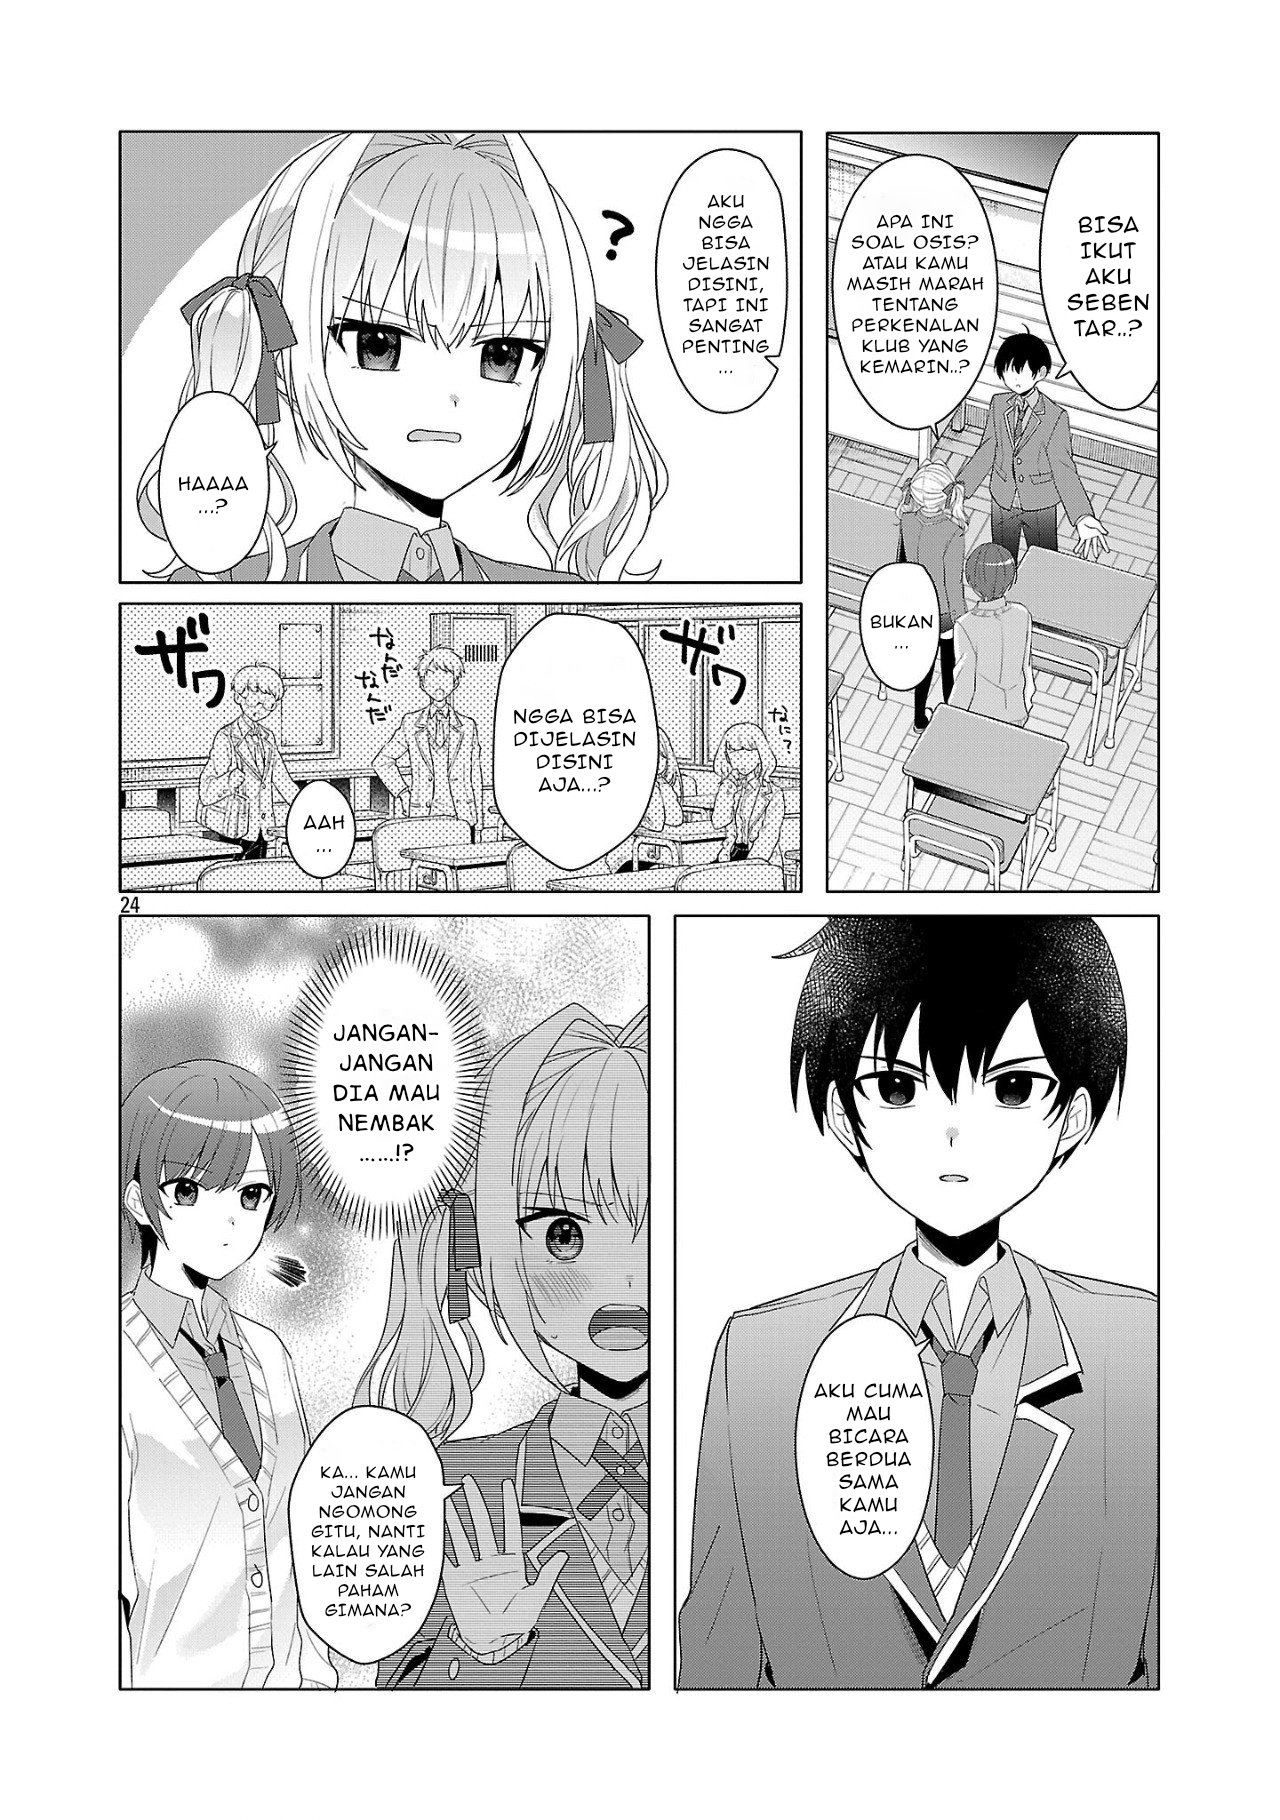 BISA
IKUT
AKU
SEBEN
TAR..?
APA INI
SOAL OSIS?
ATAU KAMU
MASIH MARAH
TENTANG
PERKENALAN
KLUB YANG
KEMARIN..?
BUKAN
...
AKU
NGGA
BISA
JELASIN
DISINI,
TAPI INI
SANGAT
PENTING
...
?
HAAAA
...?
ザワ
なに?
NGGA BISA
DIJELASIN
DISINI
AJA...?
なんだ
なんだ
AAH
...
ザワ
24
AKU CUMA
MAU
BICARA
BERDUA
SAMA
KAMU
AJA...
JANGAN-
JANGAN
DIA MAU
NEMBAK
......!?
KA... KAMU
JANGAN
NGOMONG
GITU, NANTI
KALAU YANG
LAIN SALAH
PAHAM
GIMANA?